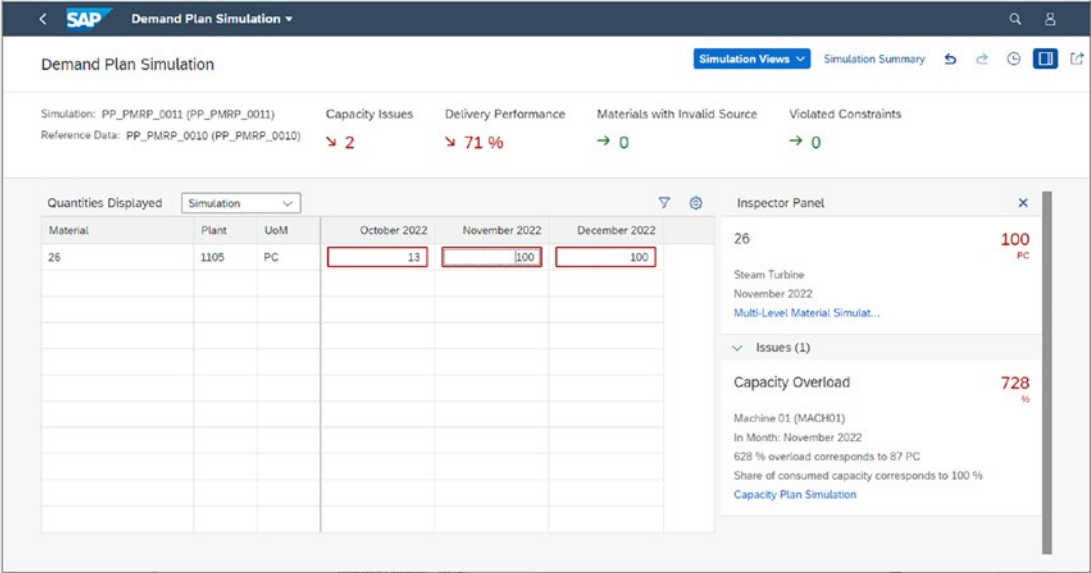 SAP Demand Plan Simulation
Demand Plan Simulation
Simulation Views Simulation Summary
Simulation: PP_PMRP_0011 (PP_PMRP_0011)
Reference Data: PP_PMRP_0010 (PP_PMRP_0010)
Capacity Issues
2
Delivery Performance
71 %
Materials with Invalid Source
0
Violated Constraints
0
Quantities Displayed Simulation
Material Plant UoM October 2022 November 2022 December 2022
26 1105 PC 13 100 100
Inspector Panel
26 100
PC
Steam Turbine
November 2022
Multi-Level Material Simulat...
Issues (1)
Capacity Overload 728
%
Machine 01 (MACH01)
In Month: November 2022
628 % overload corresponds to 87 PC
Share of consumed capacity corresponds to 100 %
Capacity Plan Simulation